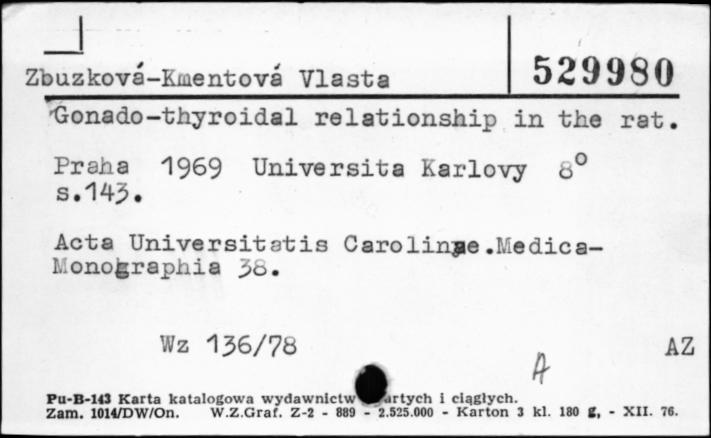 Zbuzková-Kmentová Vlasta
529980
Gonado-thyroidal relationship in the rat.
Praha 1969 Universita Karlovy 8°
s.143.
Acta Universitatis Carolinae.Medica-
Monographia 38.
Wz 136/78
A
AZ
Pu-B-143 Karta katalogowa wydawnictw artych i ciągłych.
Zam. 1014/DW/On. W.Z.Graf. Z-2 - 889 - 2.525.000 - Karton 3 kl. 180 g, - XII. 76.